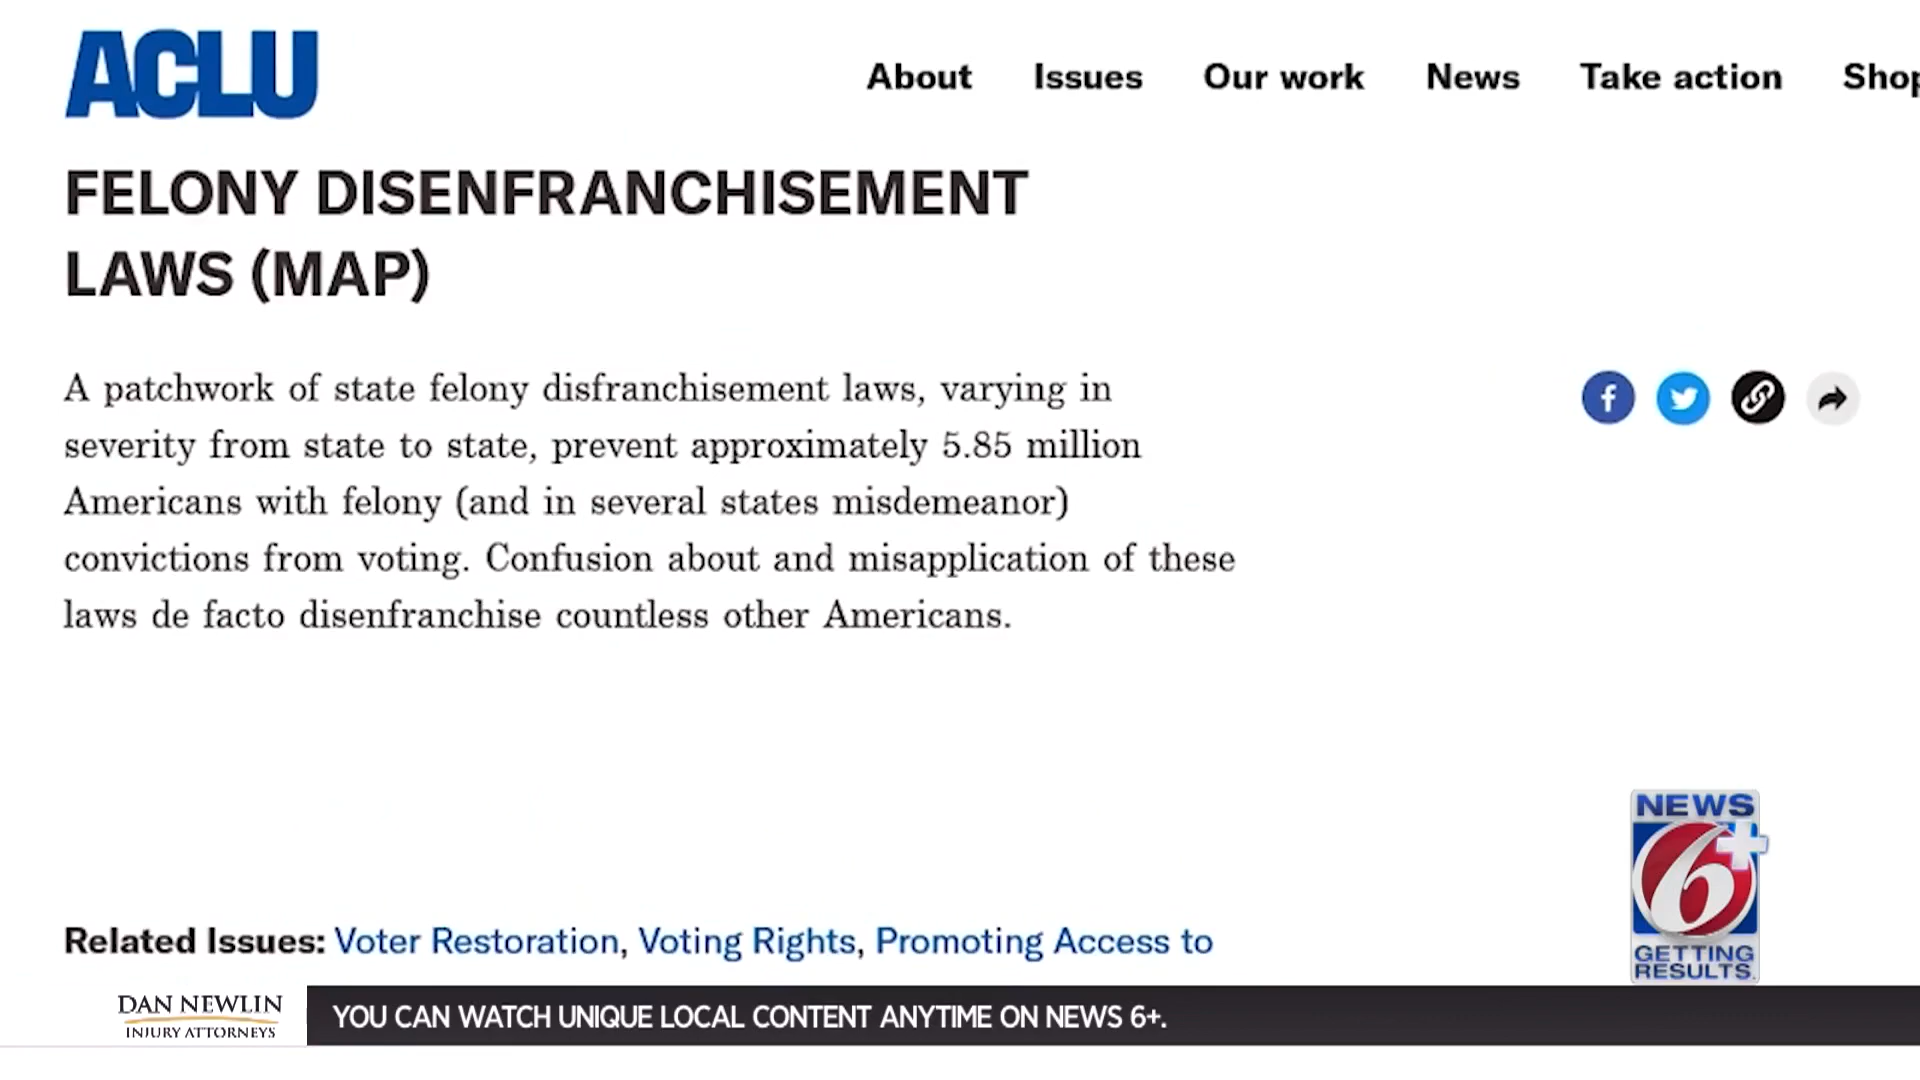 ACLU
About Issues Our work News Take action Shop
FELONY DISENFRANCHISEMENT
LAWS (MAP)
A patchwork of state felony disfranchisement laws, varying in
severity from state to state, prevent approximately 5.85 million
Americans with felony (and in several states misdemeanor)
convictions from voting. Confusion about and misapplication of these
laws de facto disenfranchise countless other Americans.
NEWS
6+
GETTING
RESULTS.
Related Issues: Voter Restoration, Voting Rights, Promoting Access to
DAN NEWLIN
INJURY ATTORNEYS
YOU CAN WATCH UNIQUE LOCAL CONTENT ANYTIME ON NEWS 6+.